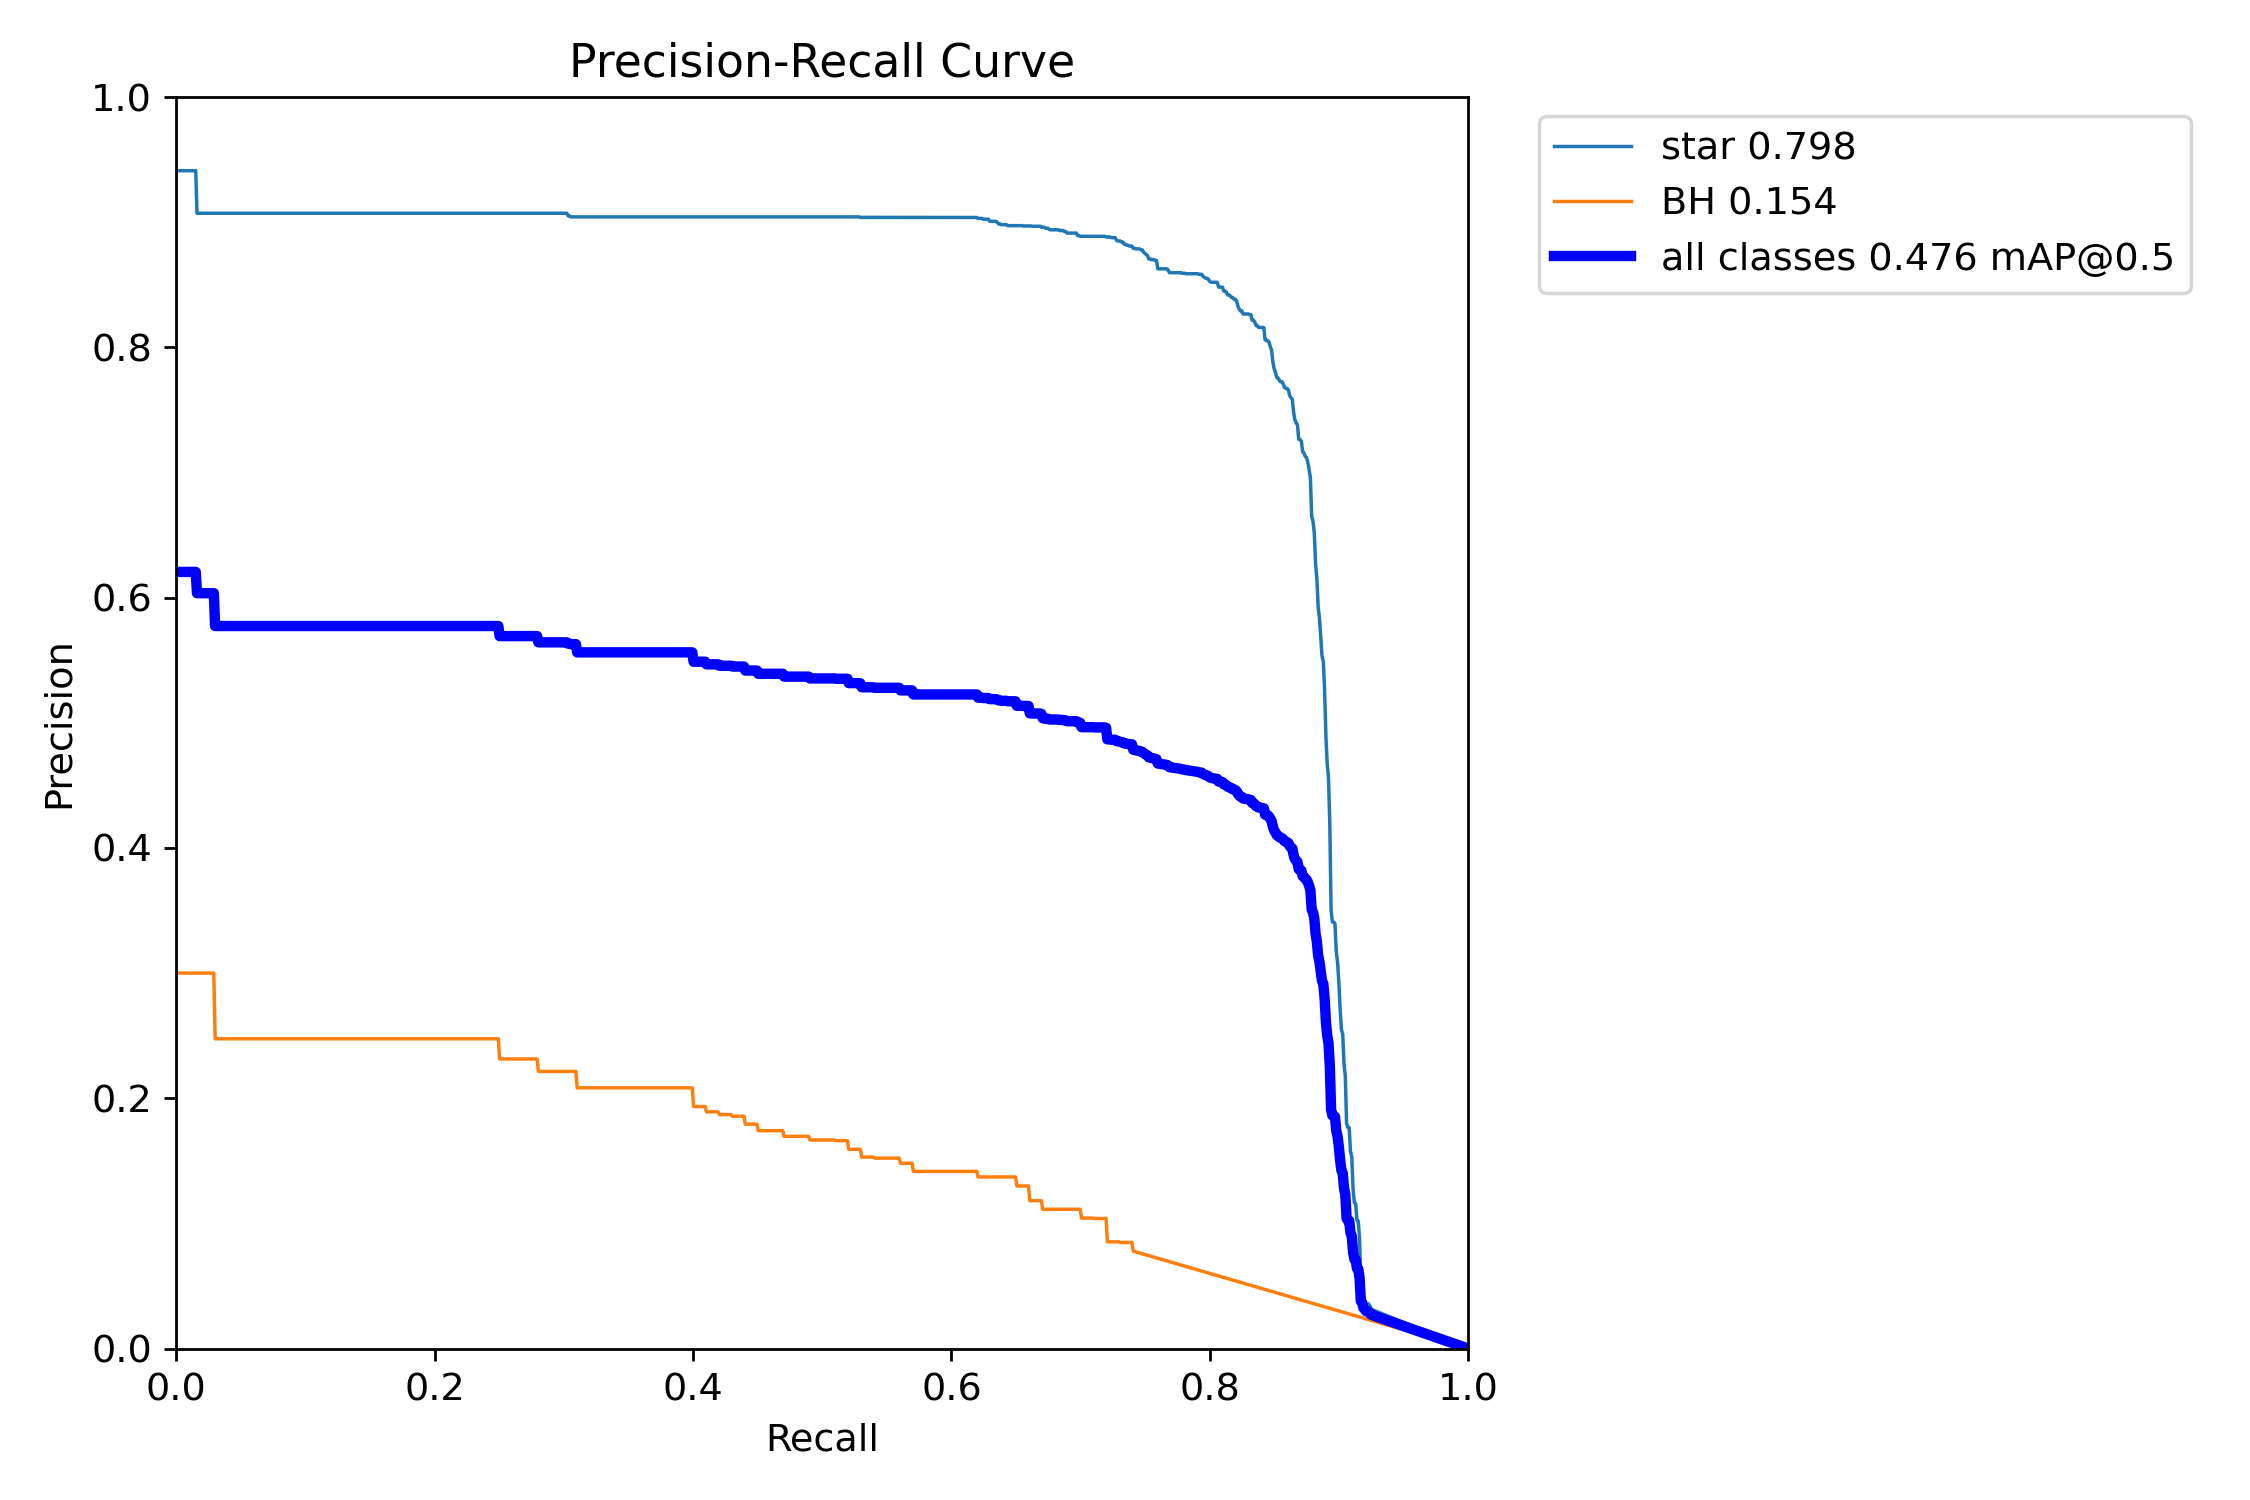 Precision-Recall Curve
1.0
0.8
0.6
0.4
0.2
0.0
Precision
0.0 0.2 0.4 0.6 0.8 1.0
Recall
star 0.798
BH 0.154
all classes 0.476 mAP@0.5